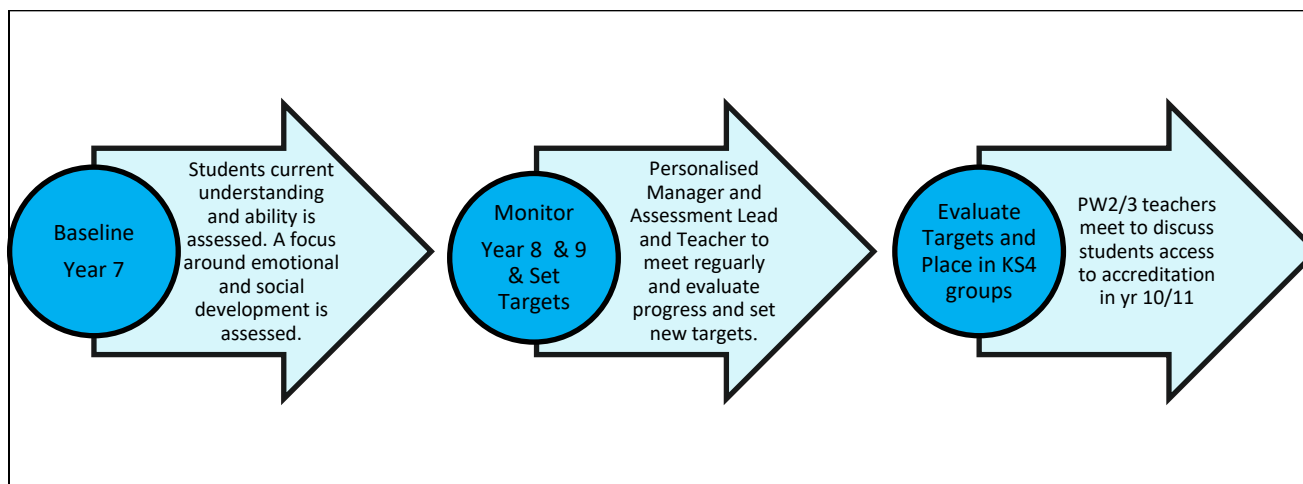 Baseline
Year 7
Students current
understanding
and ability is
assessed. A focus
around emotional
and social
development is
assessed.
Monitor
Year 8 & 9
& Set
Targets
Personalised
Manager and
Assessment Lead
and Teacher to
meet reguarly
and evaluate
progress and set
new targets.
Evaluate
Targets and
Place in KS4
groups
PW2/3 teachers
meet to discuss
students access
to accreditation
in yr 10/11